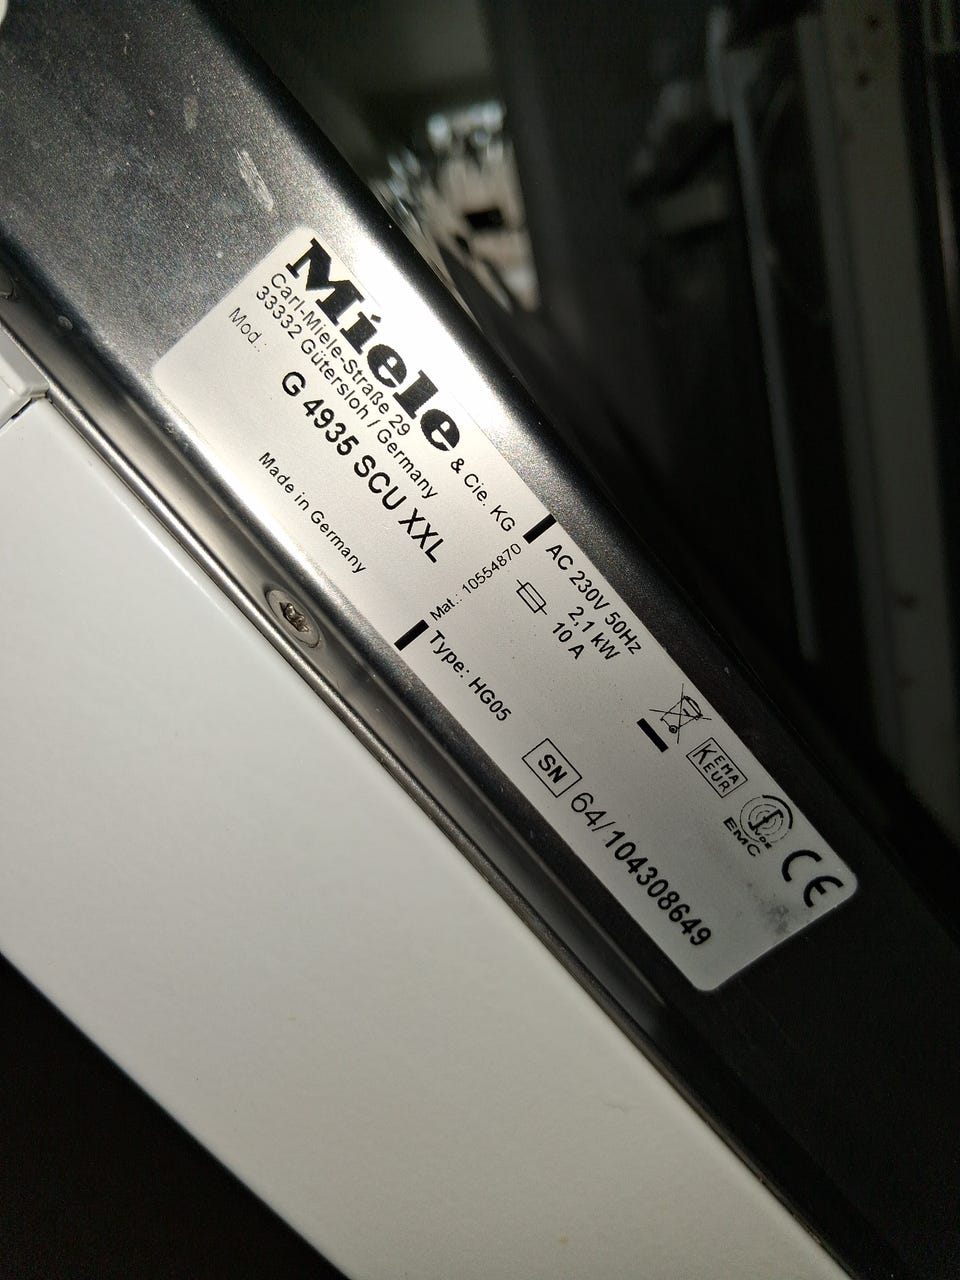 Miele & Cie. KG
Carl-Miele-Straße 29
33332 Gütersloh / Germany
Mod.: G 4935 SCU XXL
Made in Germany
Mat.: 10554870
AC 230V 50Hz
2,1 kW
10 A
Type: HG05
SN 64/104308649
KEMA
KEUR
VDE
EMC
CE